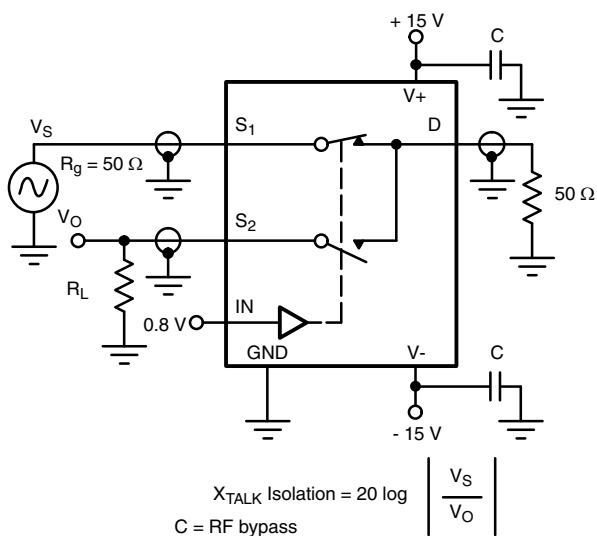 + 15 V
C
V+
V_S
S_1
D
R_g = 50 Ω
50 Ω
V_O
S_2
R_L
IN
0.8 V
GND
V-
C
- 15 V
X_TALK Isolation = 20 log | V_S / V_O |
C = RF bypass